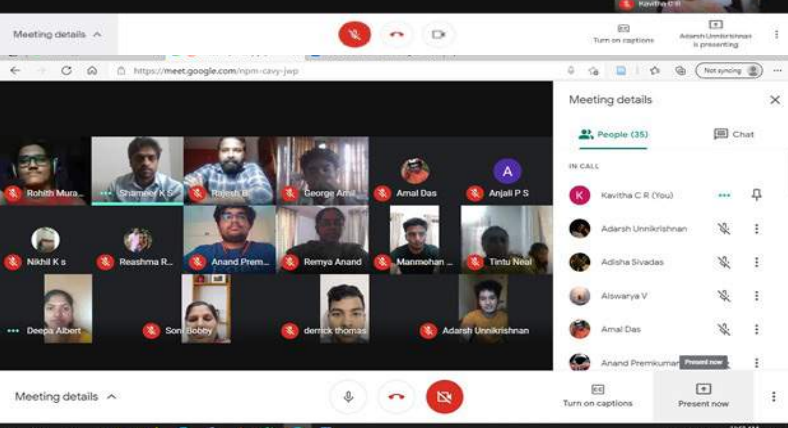 Kavitha C R
Meeting details
Turn on captions
Adarsh Unnikrishnan
is presenting
https://meet.google.com/npm-cavy-jwp
Not syncing
Meeting details
People (35)
Chat
IN CALL
Kavitha C R (You)
Adarsh Unnikrishnan
Adisha Sivadas
Aiswarya V
Amal Das
Anand Premkumar
Present now
Rohith Mura...
Shameer K S
Rajesh B
George Amil
Amal Das
A
Anjali P S
K
Nikhil K s
Reashma R...
Anand Prem...
Remya Anand
Manmohan ...
Tintu Neal
Deepa Albert
Soni Bobby
derrick thomas
Adarsh Unnikrishnan
Meeting details
Turn on captions
Present now